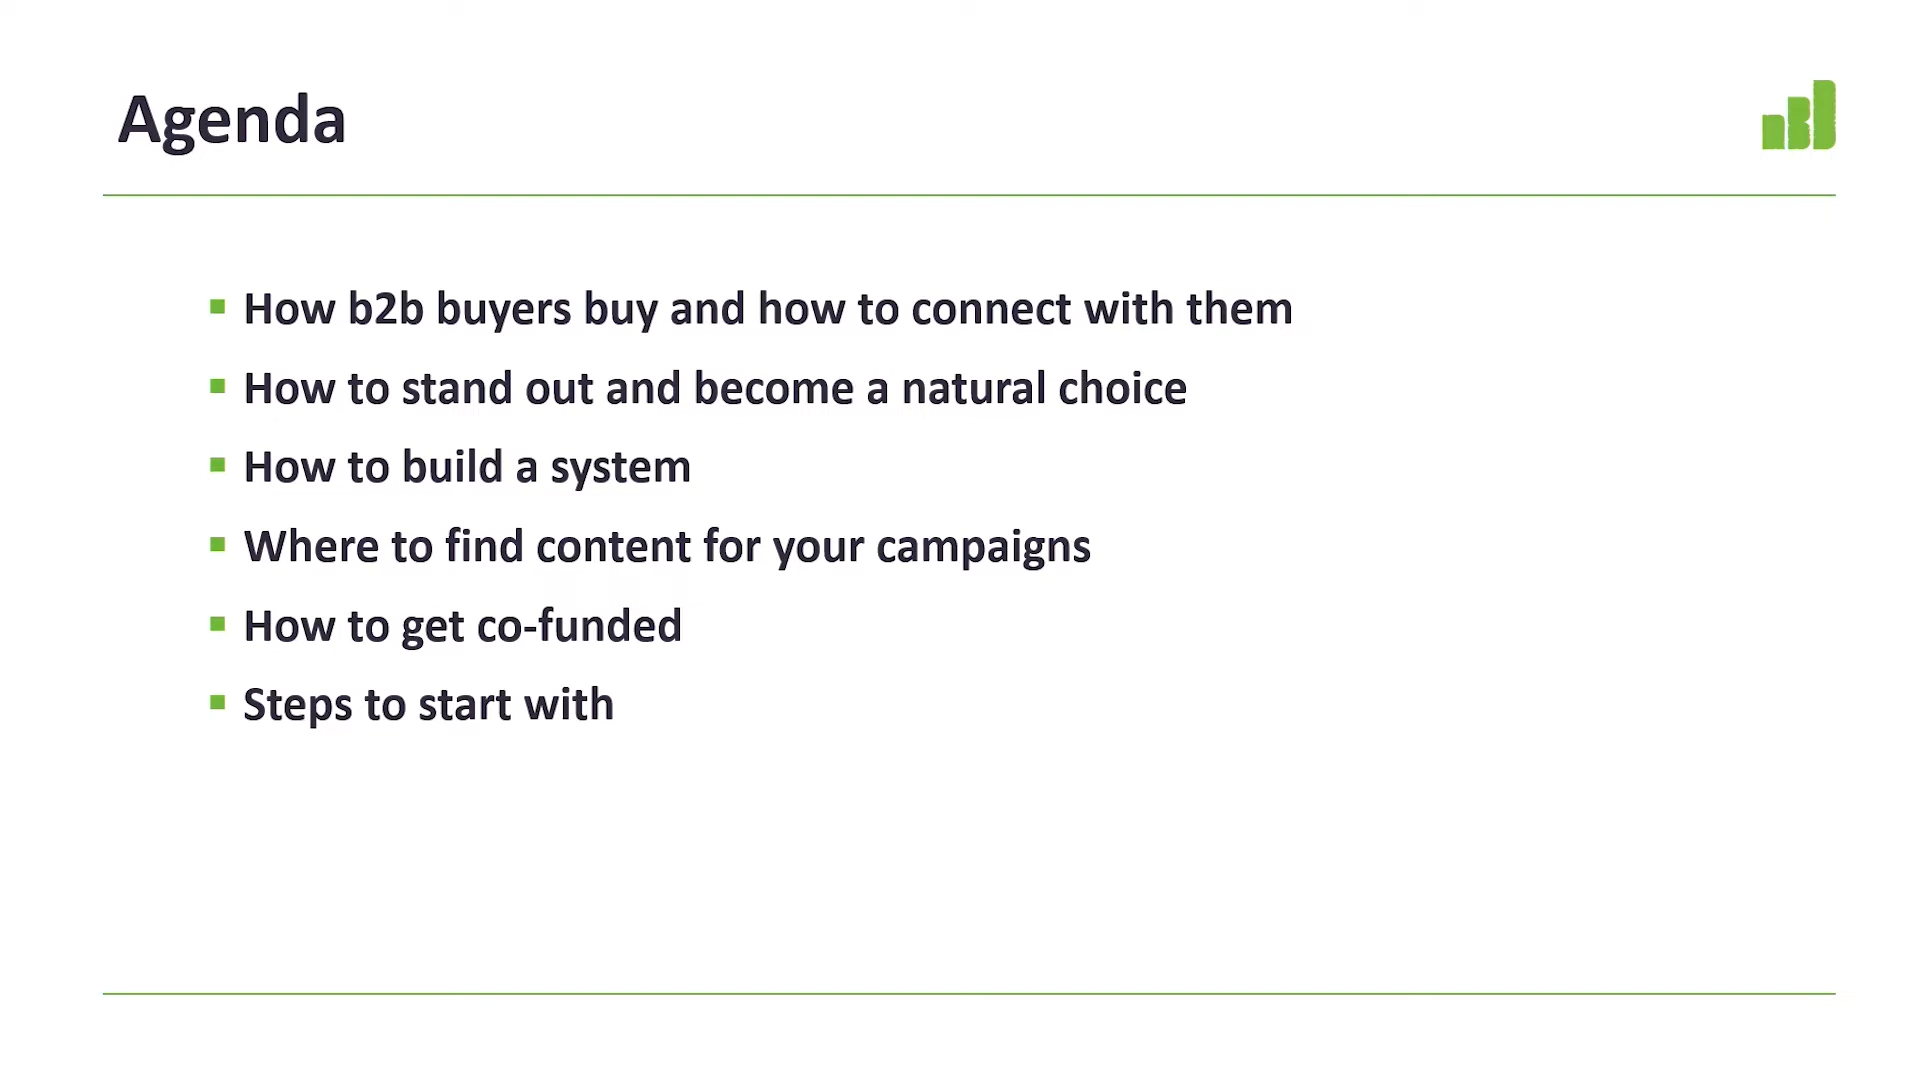 Agenda
How b2b buyers buy and how to connect with them
How to stand out and become a natural choice
How to build a system
Where to find content for your campaigns
How to get co-funded
Steps to start with